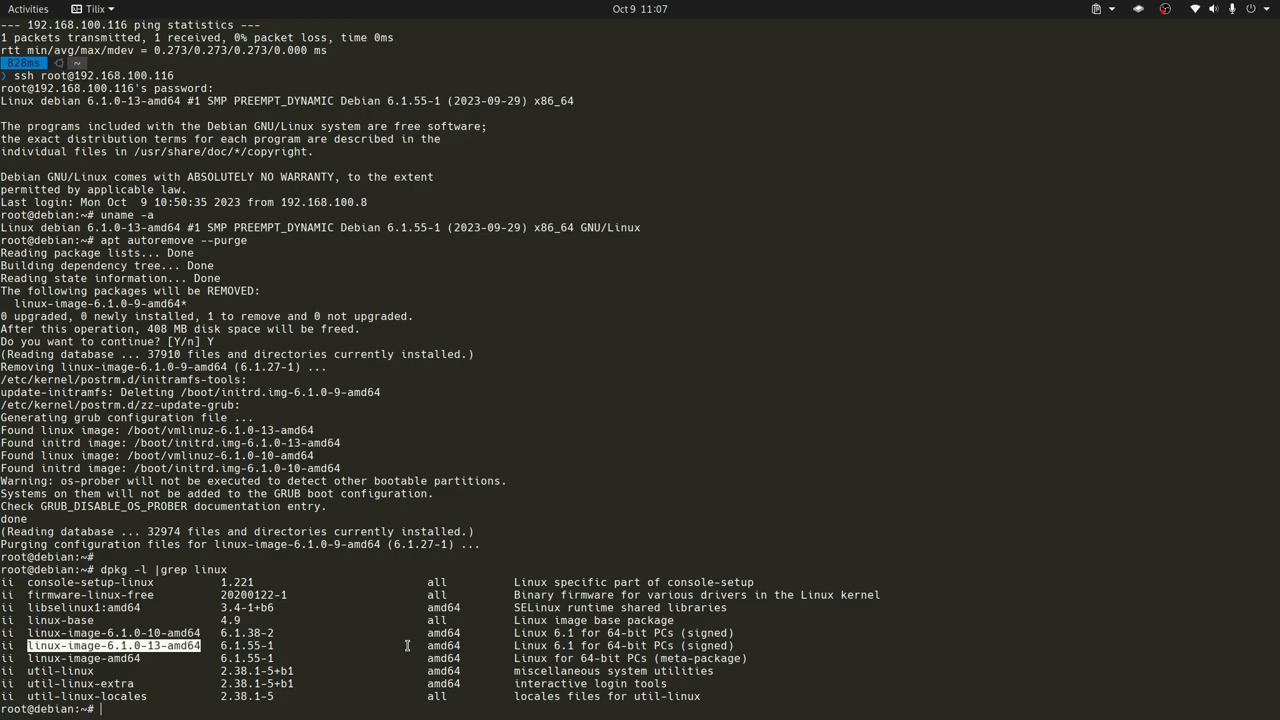 Activities Tilix Oct 9 11:07
--- 192.168.100.116 ping statistics ---
1 packets transmitted, 1 received, 0% packet loss, time 0ms
rtt min/avg/max/mdev = 0.273/0.273/0.273/0.000 ms
828ms ~
❯ ssh root@192.168.100.116
root@192.168.100.116's password:
Linux debian 6.1.0-13-amd64 #1 SMP PREEMPT_DYNAMIC Debian 6.1.55-1 (2023-09-29) x86_64
The programs included with the Debian GNU/Linux system are free software;
the exact distribution terms for each program are described in the
individual files in /usr/share/doc/*/copyright.
Debian GNU/Linux comes with ABSOLUTELY NO WARRANTY, to the extent
permitted by applicable law.
Last login: Mon Oct  9 10:50:35 2023 from 192.168.100.8
root@debian:~# uname -a
Linux debian 6.1.0-13-amd64 #1 SMP PREEMPT_DYNAMIC Debian 6.1.55-1 (2023-09-29) x86_64 GNU/Linux
root@debian:~# apt autoremove --purge
Reading package lists... Done
Building dependency tree... Done
Reading state information... Done
The following packages will be REMOVED:
  linux-image-6.1.0-9-amd64*
0 upgraded, 0 newly installed, 1 to remove and 0 not upgraded.
After this operation, 408 MB disk space will be freed.
Do you want to continue? [Y/n] Y
(Reading database ... 37910 files and directories currently installed.)
Removing linux-image-6.1.0-9-amd64 (6.1.27-1) ...
/etc/kernel/postrm.d/initramfs-tools:
update-initramfs: Deleting /boot/initrd.img-6.1.0-9-amd64
/etc/kernel/postrm.d/zz-update-grub:
Generating grub configuration file ...
Found linux image: /boot/vmlinuz-6.1.0-13-amd64
Found initrd image: /boot/initrd.img-6.1.0-13-amd64
Found linux image: /boot/vmlinuz-6.1.0-10-amd64
Found initrd image: /boot/initrd.img-6.1.0-10-amd64
Warning: os-prober will not be executed to detect other bootable partitions.
Systems on them will not be added to the GRUB boot configuration.
Check GRUB_DISABLE_OS_PROBER documentation entry.
done
(Reading database ... 32974 files and directories currently installed.)
Purging configuration files for linux-image-6.1.0-9-amd64 (6.1.27-1) ...
root@debian:~#
root@debian:~# dpkg -l |grep linux
ii  console-setup-linux  1.221  all  Linux specific part of console-setup
ii  firmware-linux-free  20200122-1  all  Binary firmware for various drivers in the Linux kernel
ii  libselinux1:amd64  3.4-1+b6  amd64  SELinux runtime shared libraries
ii  linux-base  4.9  all  Linux image base package
ii  linux-image-6.1.0-10-amd64  6.1.38-2  amd64  Linux 6.1 for 64-bit PCs (signed)
ii  linux-image-6.1.0-13-amd64  6.1.55-1  amd64  Linux 6.1 for 64-bit PCs (signed)
ii  linux-image-amd64  6.1.55-1  amd64  Linux for 64-bit PCs (meta-package)
ii  util-linux  2.38.1-5+b1  amd64  miscellaneous system utilities
ii  util-linux-extra  2.38.1-5+b1  amd64  interactive login tools
ii  util-linux-locales  2.38.1-5  all  locales files for util-linux
root@debian:~#